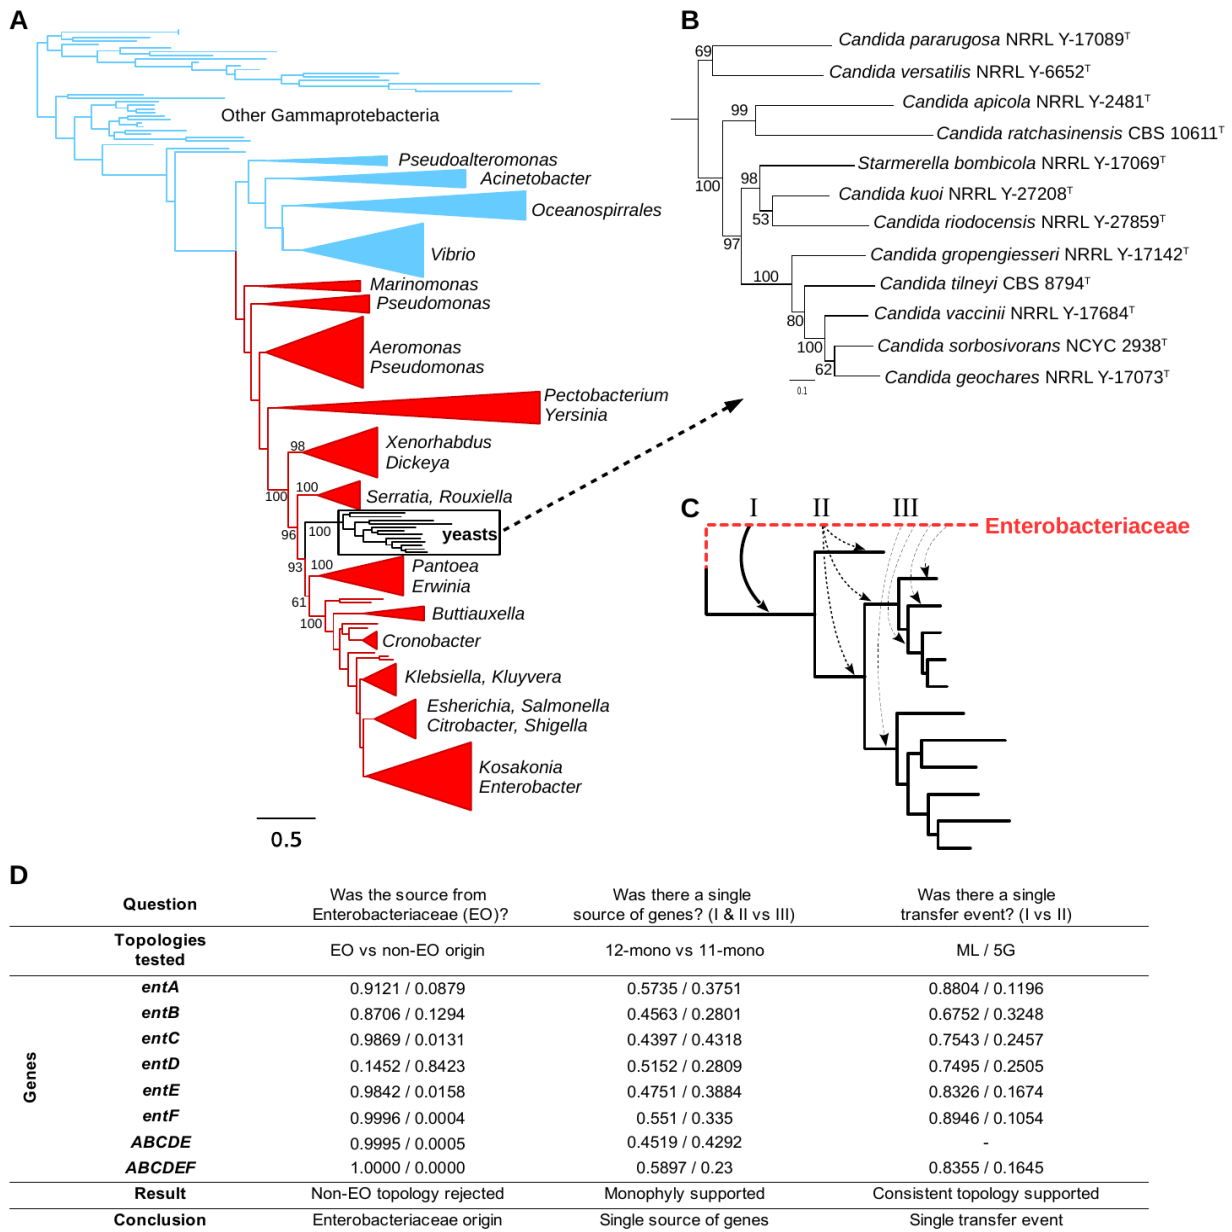 A
Other Gammaprotebacteria
Pseudoalteromonas
Acinetobacter
Oceanospirrales
Vibrio
Marinomonas
Pseudomonas
Aeromonas
Pseudomonas
Pectobacterium
Yersinia
Xenorhabdus
Dickeya
98
100
100
Serratia, Rouxiella
96
100
yeasts
93
100
Pantoea
Erwinia
61
100
Buttiauxella
Cronobacter
Klebsiella, Kluyvera
Esherichia, Salmonella
Citrobacter, Shigella
Kosakonia
Enterobacter
0.5
B
69
Candida pararugosa NRRL Y-17089T
Candida versatilis NRRL Y-6652T
99
Candida apicola NRRL Y-2481T
Candida ratchasinensis CBS 10611T
100
98
Starmerella bombicola NRRL Y-17069T
Candida kuoi NRRL Y-27208T
53
Candida riodocensis NRRL Y-27859T
97
Candida gropengiesseri NRRL Y-17142T
100
Candida tilneyi CBS 8794T
80
Candida vaccinii NRRL Y-17684T
100
Candida sorbosivorans NCYC 2938T
62
Candida geochares NRRL Y-17073T
0.1
C
I II III
Enterobacteriaceae
D
Question
Was the source from
Enterobacteriaceae (EO)?
Was there a single
source of genes? (I & II vs III)
Was there a single
transfer event? (I vs II)
Topologies
tested
EO vs non-EO origin
12-mono vs 11-mono
ML / 5G
Genes
entA 0.9121 / 0.0879 0.5735 / 0.3751 0.8804 / 0.1196
entB 0.8706 / 0.1294 0.4563 / 0.2801 0.6752 / 0.3248
entC 0.9869 / 0.0131 0.4397 / 0.4318 0.7543 / 0.2457
entD 0.1452 / 0.8423 0.5152 / 0.2809 0.7495 / 0.2505
entE 0.9842 / 0.0158 0.4751 / 0.3884 0.8326 / 0.1674
entF 0.9996 / 0.0004 0.551 / 0.335 0.8946 / 0.1054
ABCDE 0.9995 / 0.0005 0.4519 / 0.4292 -
ABCDEF 1.0000 / 0.0000 0.5897 / 0.23 0.8355 / 0.1645
Result Non-EO topology rejected Monophyly supported Consistent topology supported
Conclusion Enterobacteriaceae origin Single source of genes Single transfer event